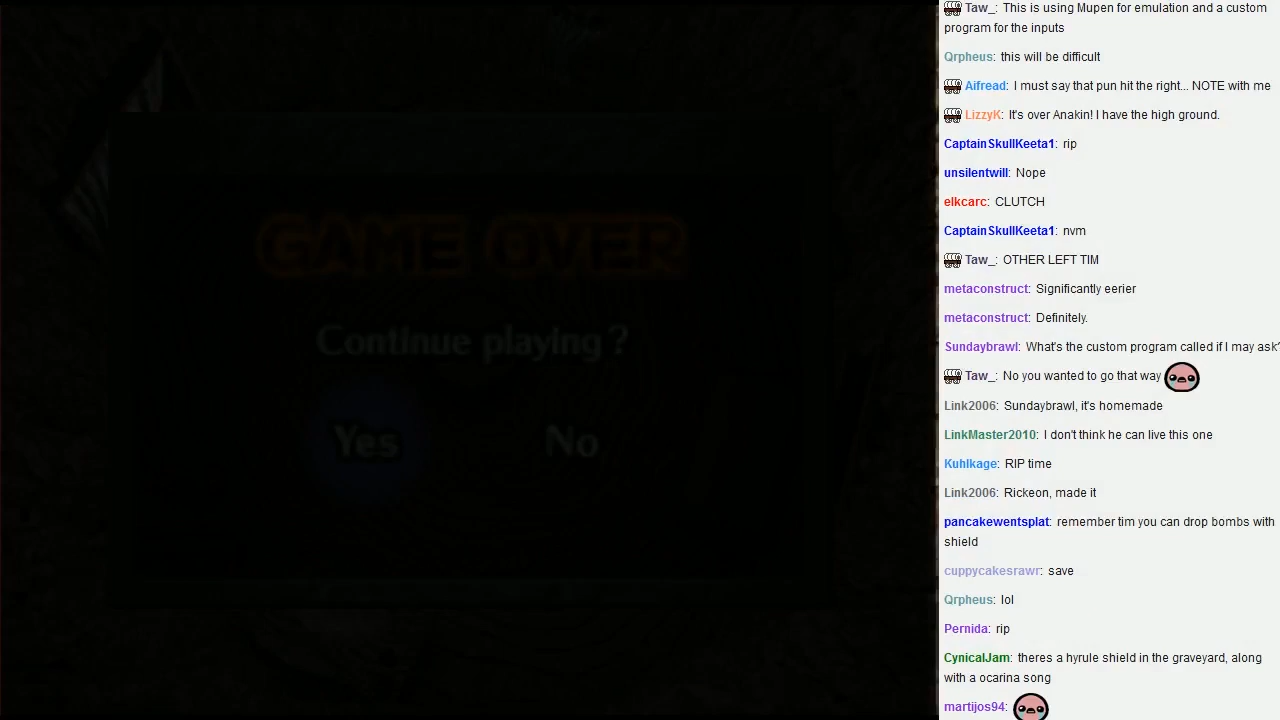 GAME OVER
Continue playing?
Yes No
Taw_: This is using Mupen for emulation and a custom
program for the inputs
Qrpheus: this will be difficult
Aifread: I must say that pun hit the right... NOTE with me
LizzyK: It's over Anakin! I have the high ground.
CaptainSkullKeeta1: rip
unsilentwill: Nope
elkcarc: CLUTCH
CaptainSkullKeeta1: nvm
Taw_: OTHER LEFT TIM
metaconstruct: Significantly eerier
metaconstruct: Definitely.
Sundaybrawl: What's the custom program called if I may ask?
Taw_: No you wanted to go that way
Link2006: Sundaybrawl, it's homemade
LinkMaster2010: I don't think he can live this one
Kuhlkage: RIP time
Link2006: Rickeon, made it
pancakewentsplat: remember tim you can drop bombs with
shield
cuppycakesrawr: save
Qrpheus: lol
Pernida: rip
CynicalJam: theres a hyrule shield in the graveyard, along
with a ocarina song
martijos94: